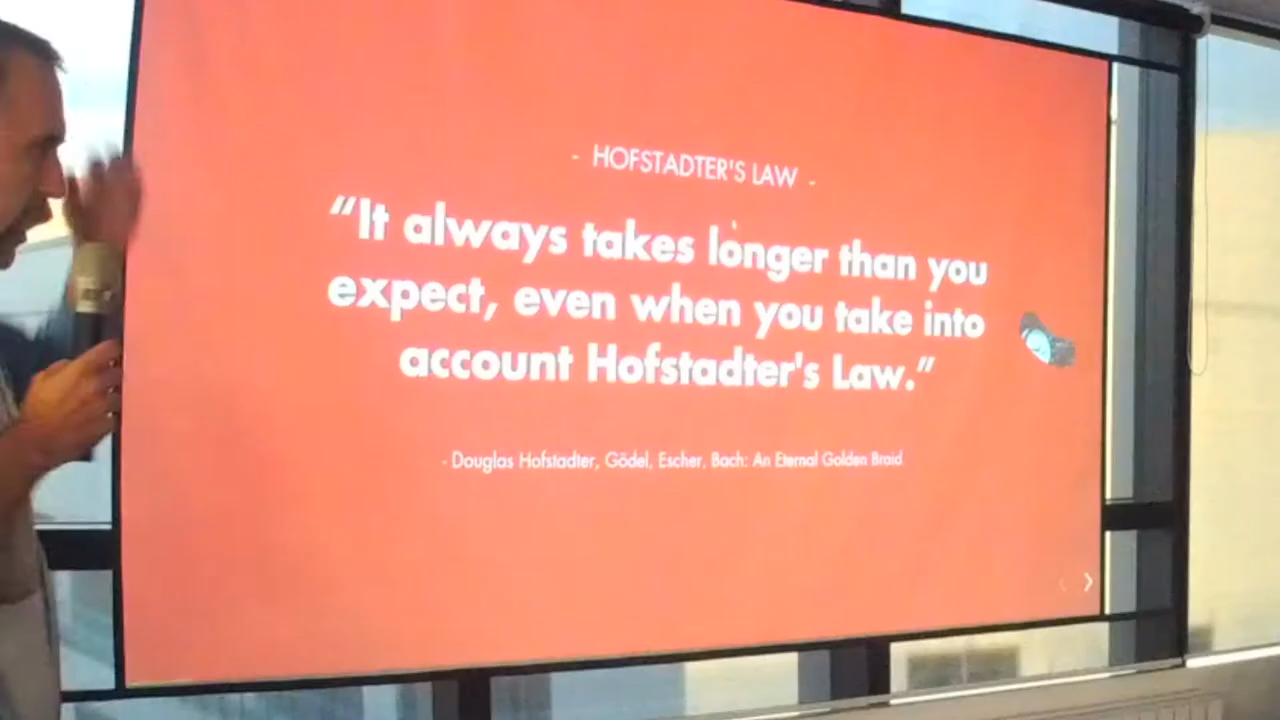 - HOFSTADTER'S LAW -
“It always takes longer than you
expect, even when you take into
account Hofstadter's Law.”
- Douglas Hofstadter, Gödel, Escher, Bach: An Eternal Golden Braid